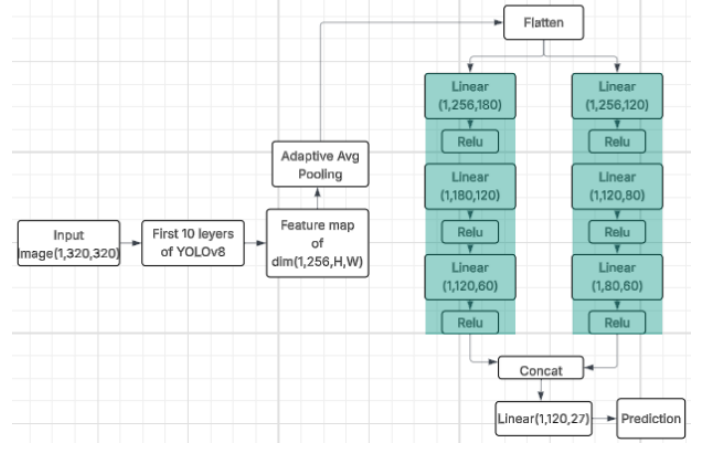 Flatten
Linear
(1,256,180)
Relu
Linear
(1,180,120)
Relu
Linear
(1,120,60)
Relu
Linear
(1,256,120)
Relu
Linear
(1,120,80)
Relu
Linear
(1,80,60)
Relu
Adaptive Avg
Pooling
Input
Image(1,320,320)
First 10 leyers
of YOLOv8
Feature map
of
dim(1,256,H,W)
Concat
Linear(1,120,27)
Prediction